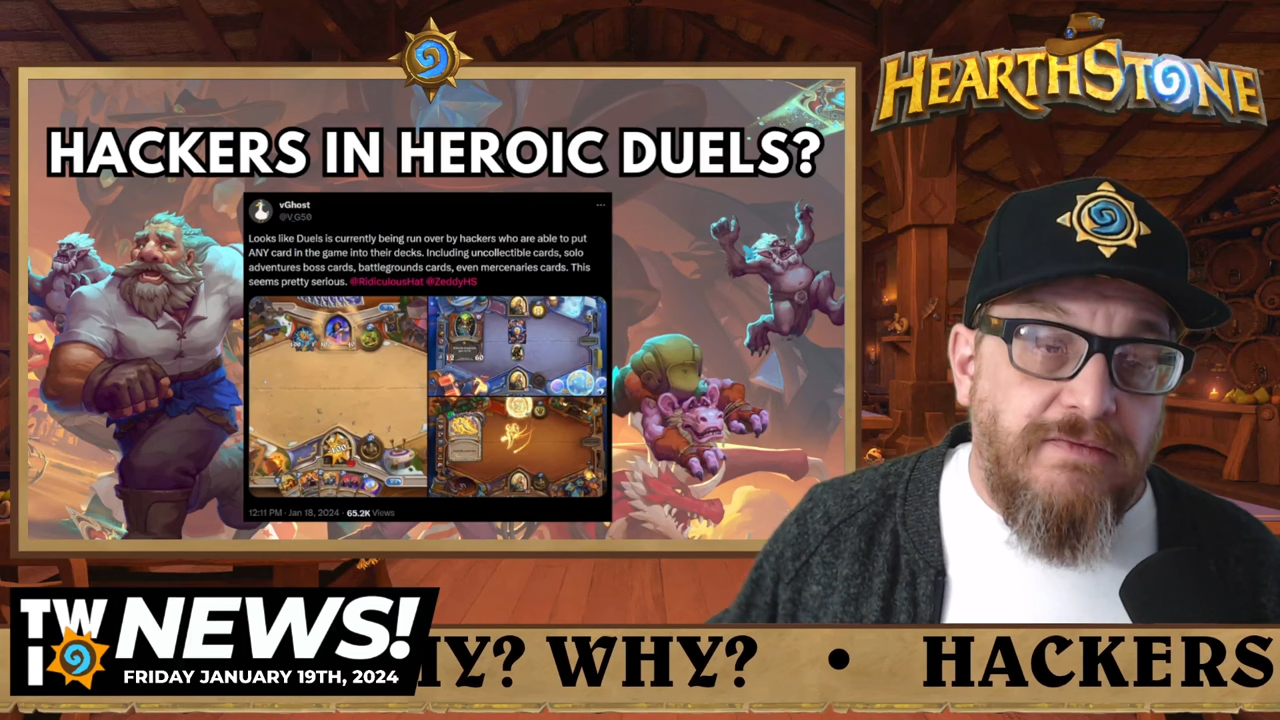 HEARTHSTONE
HACKERS IN HEROIC DUELS?
vGhost
@V_G50
Looks like Duels is currently being run over by hackers who are able to put
ANY card in the game into their decks. Including uncollectible cards, solo
adventures boss cards, battlegrounds cards, even mercenaries cards. This
seems pretty serious. @RidiculousHat @ZeddyHS
12:11 PM · Jan 18, 2024 · 65.2K Views
TW
I
NEWS!
FRIDAY JANUARY 19TH, 2024
WHY? • HACKERS